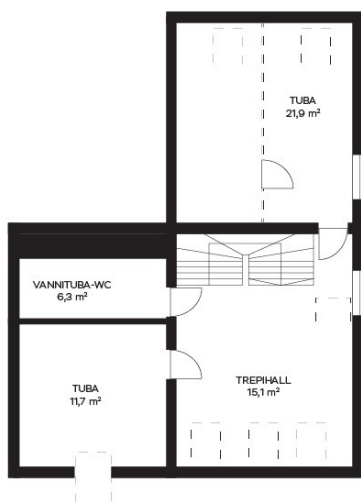 TUBA
21,9 m²
VANNITUBA-WC
6,3 m²
TUBA
11,7 m²
TREPIHALL
15,1 m²